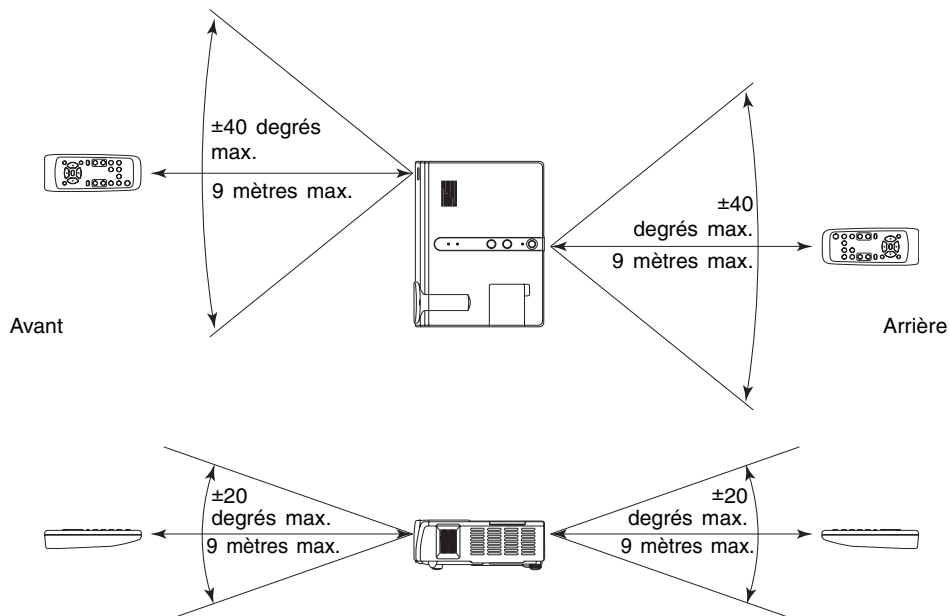 ±40 degrés
max.
9 mètres max.
±40
degrés max.
9 mètres max.
Avant
Arrière
±20
degrés max.
9 mètres max.
±20
degrés max.
9 mètres max.